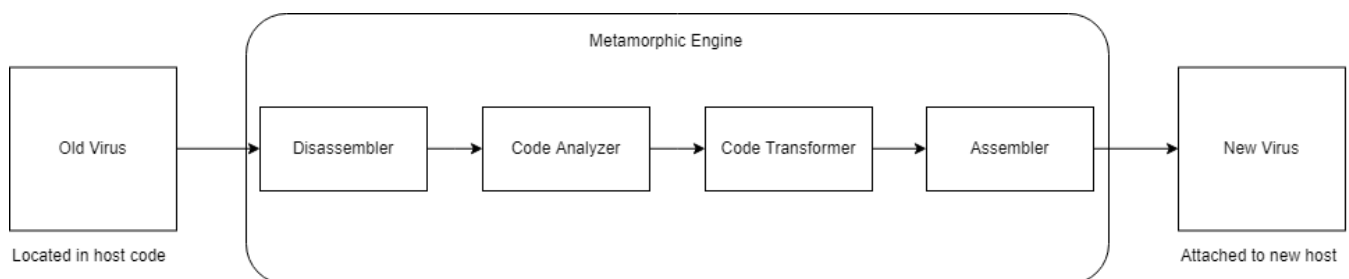 Metamorphic Engine
Old Virus
Disassembler
Code Analyzer
Code Transformer
Assembler
New Virus
Located in host code
Attached to new host